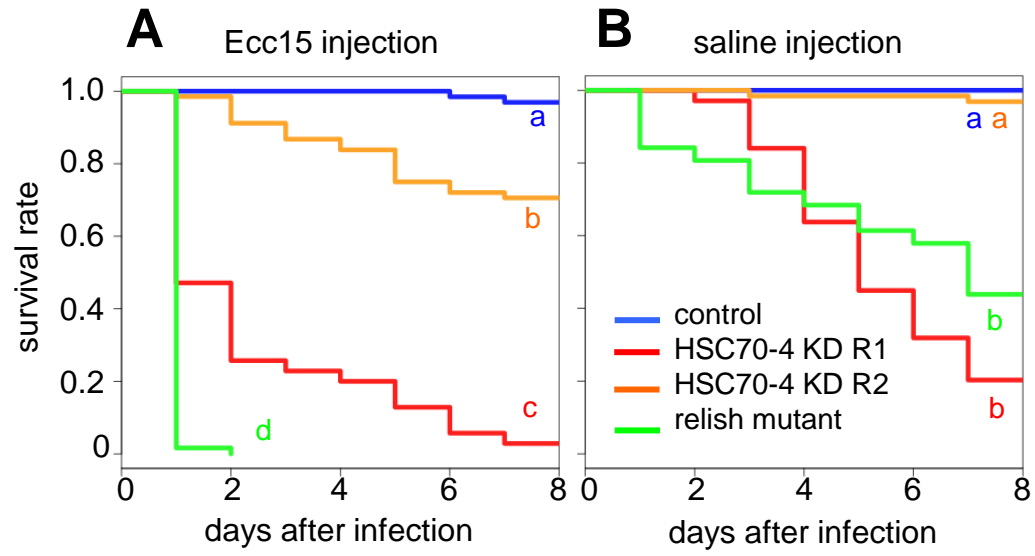 A
Ecc15 injection
survival rate
1.0
0.8
0.6
0.4
0.2
0
a
b
c
d
0 2 4 6 8
days after infection
B
saline injection
a a
b
b
control
HSC70-4 KD R1
HSC70-4 KD R2
relish mutant
0 2 4 6 8
days after infection